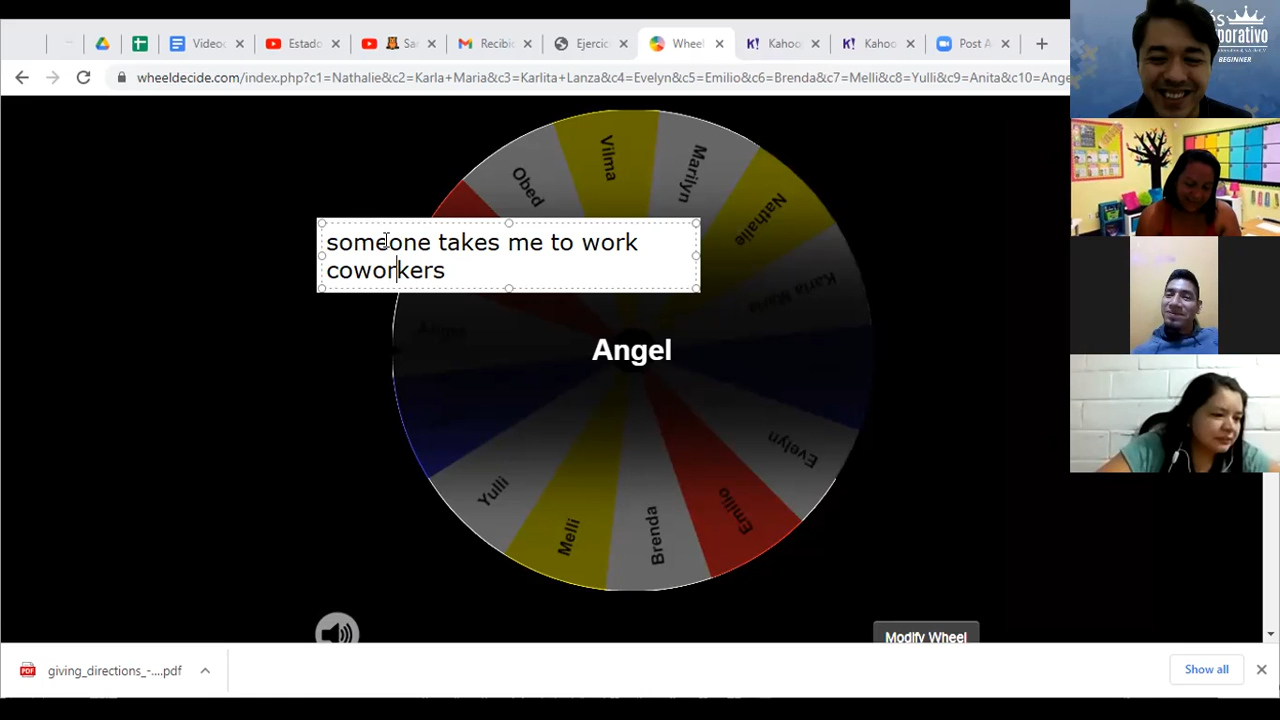 Videoc
Estado
Sa
Recibic
Ejercic
Wheel
Kahoo
Kahoo
Post A
wheeldecide.com/index.php?c1=Nathalie&c2=Karla+Maria&c3=Karlita+Lanza&c4=Evelyn&c5=Emilio&c6=Brenda&c7=Melli&c8=Yulli&c9=Anita&c10=Ange
BEGINNER
Obed
Vilma
Marilyn
Nathalie
Karla Maria
someone takes me to work
coworkers
Angel
Evelyn
Emilio
Brenda
Melli
Yulli
Modify Wheel
giving_directions_-....pdf
Show all